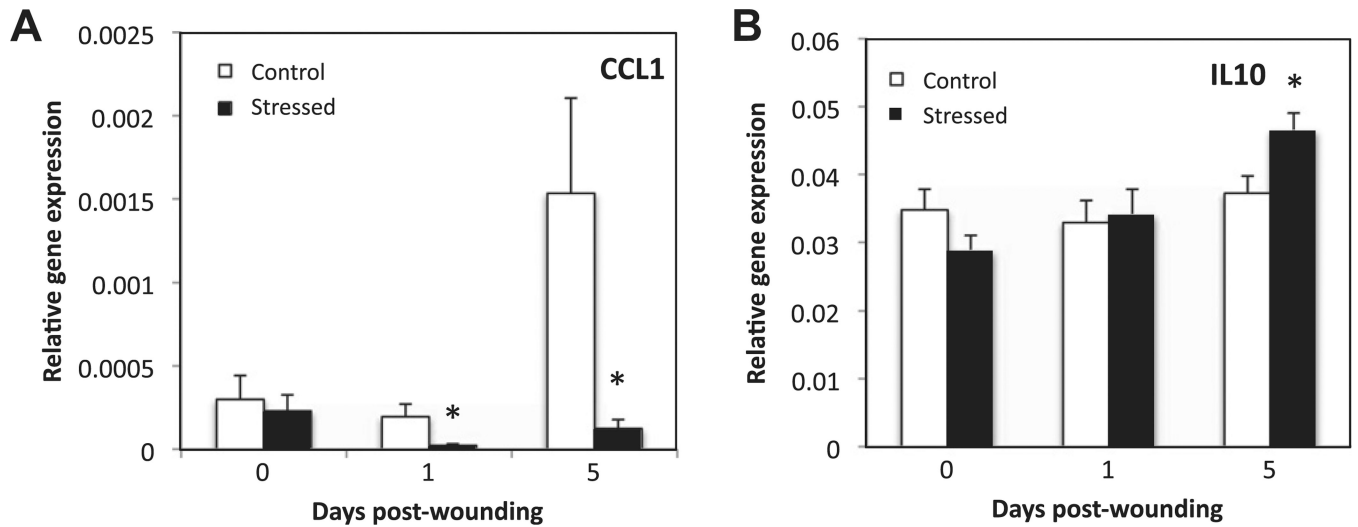 A
0.0025
0.002
0.0015
0.001
0.0005
0
Relative gene expression
Control
Stressed
CCL1
*
*
0 1 5
Days post-wounding
B
0.06
0.05
0.04
0.03
0.02
0.01
0
Relative gene expression
Control
Stressed
IL10
*
0 1 5
Days post-wounding